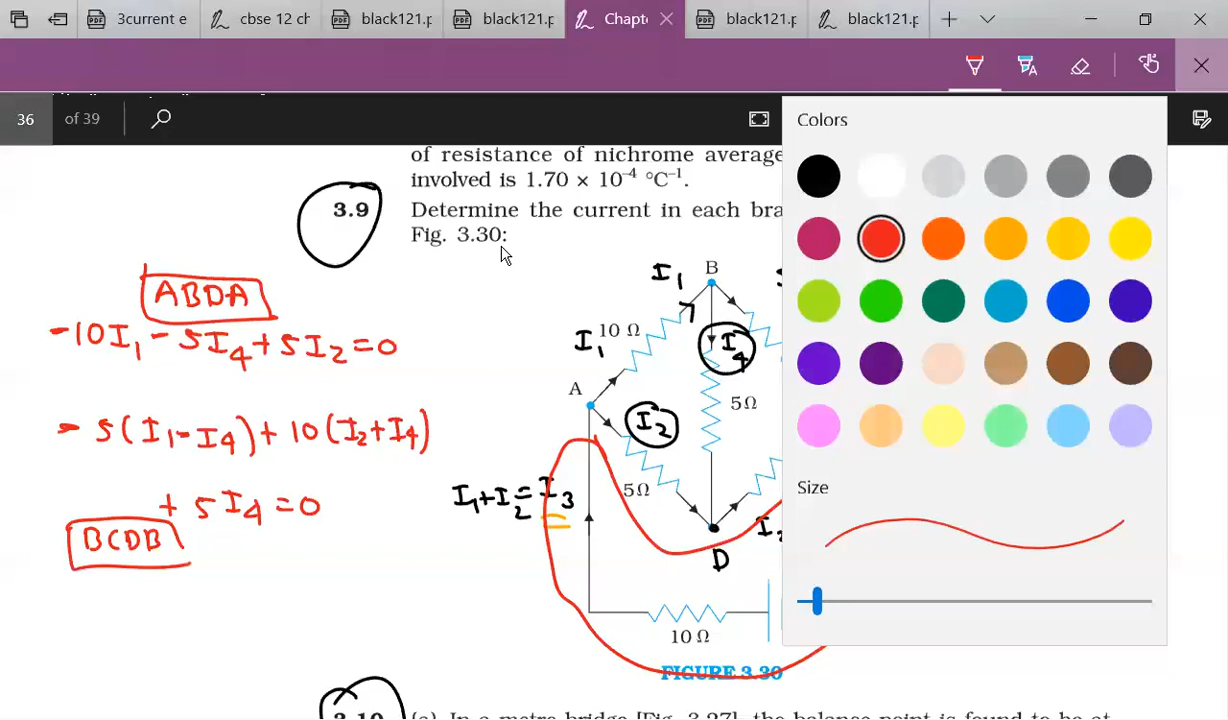 3current e
cbse 12 ch
black121.p
black121.p
Chapte
black121.p
black121.p
36 of 39
of resistance of nichrome average
involved is 1.70 × 10⁻⁴ °C⁻¹.
3.9 Determine the current in each bra
Fig. 3.30:
ABDA
-10I₁ - 5I₄ + 5I₂ = 0
- 5(I₁ - I₄) + 10(I₂ + I₄)
+ 5I₄ = 0
BCDB
I₁ B
I₁ 10 Ω I₄
A 5Ω
I₂
5Ω
I₁+I₂ = I₃
D
10 Ω
FIGURE 3.30
3.10 (a) In a metre bridge [Fig. 3.27], the balance point is found to be at
Colors
Size